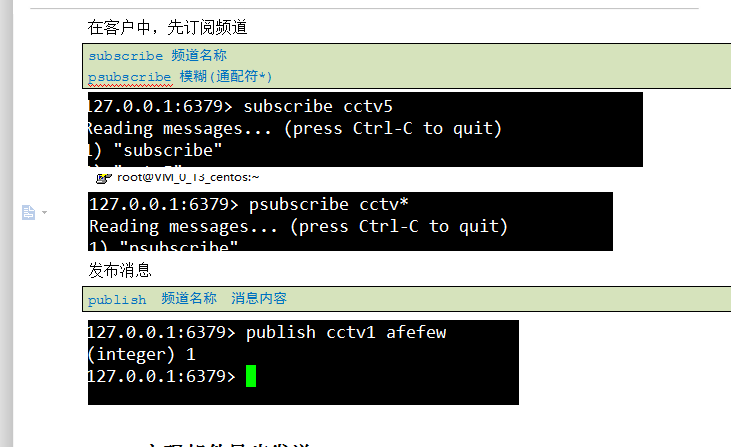 在客户中，先订阅频道
subscribe 频道名称
psubscribe 模糊(通配符*)
127.0.0.1:6379> subscribe cctv5
Reading messages... (press Ctrl-C to quit)
1) "subscribe"
root@VM_0_13_centos:~
127.0.0.1:6379> psubscribe cctv*
Reading messages... (press Ctrl-C to quit)
1) "psubscribe"
发布消息
publish 频道名称 消息内容
127.0.0.1:6379> publish cctv1 afefew
(integer) 1
127.0.0.1:6379>